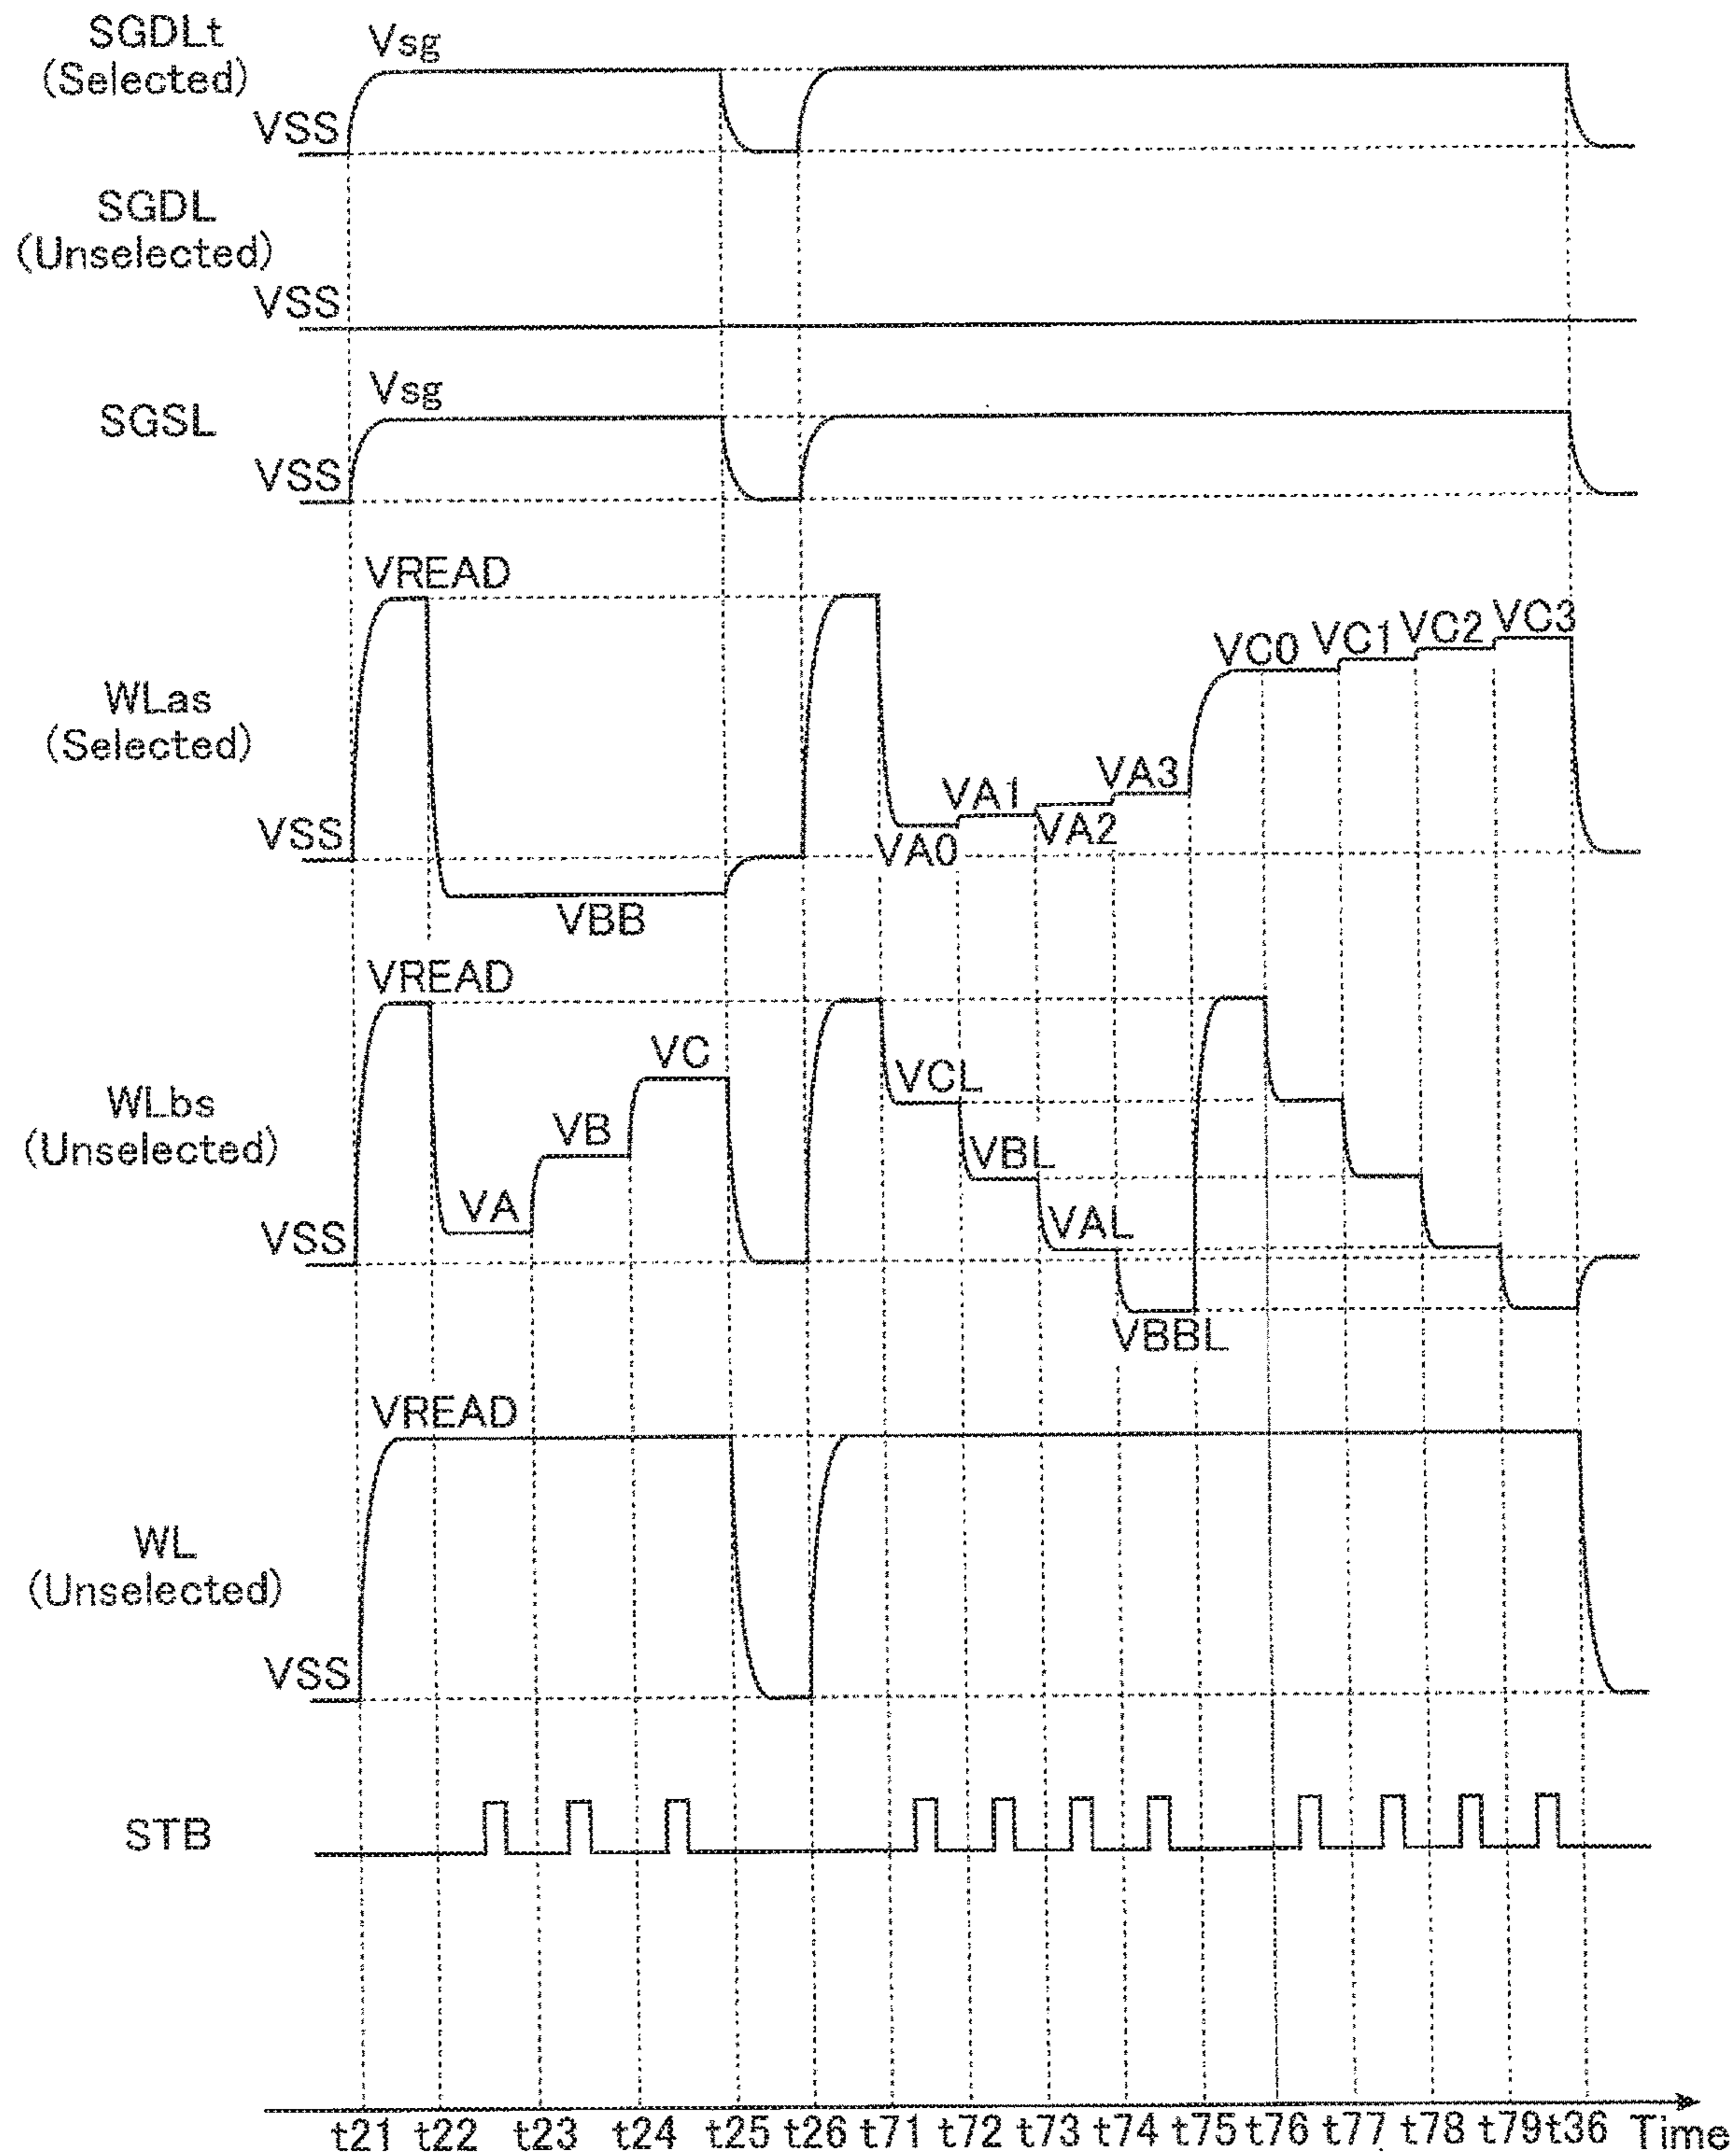 SGDLt
(Selected)
Vsg
VSS
SGDL
(Unselected)
VSS
SGSL
Vsg
VSS
WLas
(Selected)
VREAD
VSS
VBB
VA0
VA1
VA2
VA3
VC0
VC1
VC2
VC3
WLbs
(Unselected)
VREAD
VSS
VA
VB
VC
VCL
VBL
VAL
VBBL
WL
(Unselected)
VREAD
VSS
STB
t21 t22 t23 t24 t25 t26 t71 t72 t73 t74 t75 t76 t77 t78 t79 t36 Time